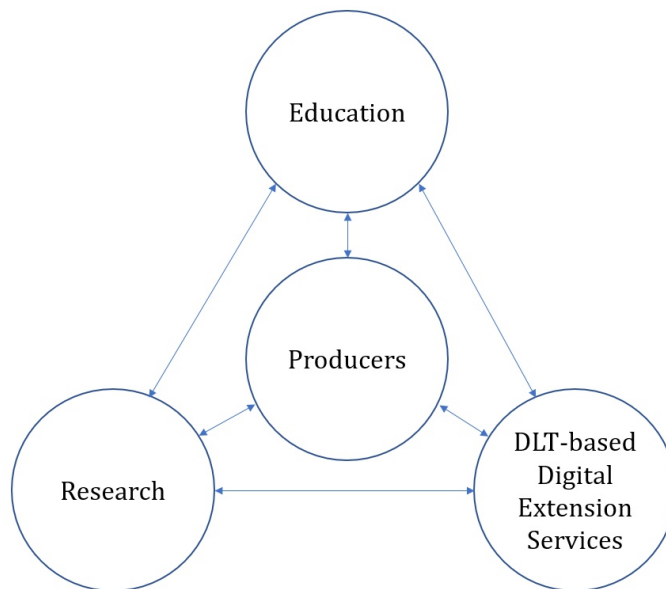 Education
Producers
Research
DLT-based
Digital
Extension
Services